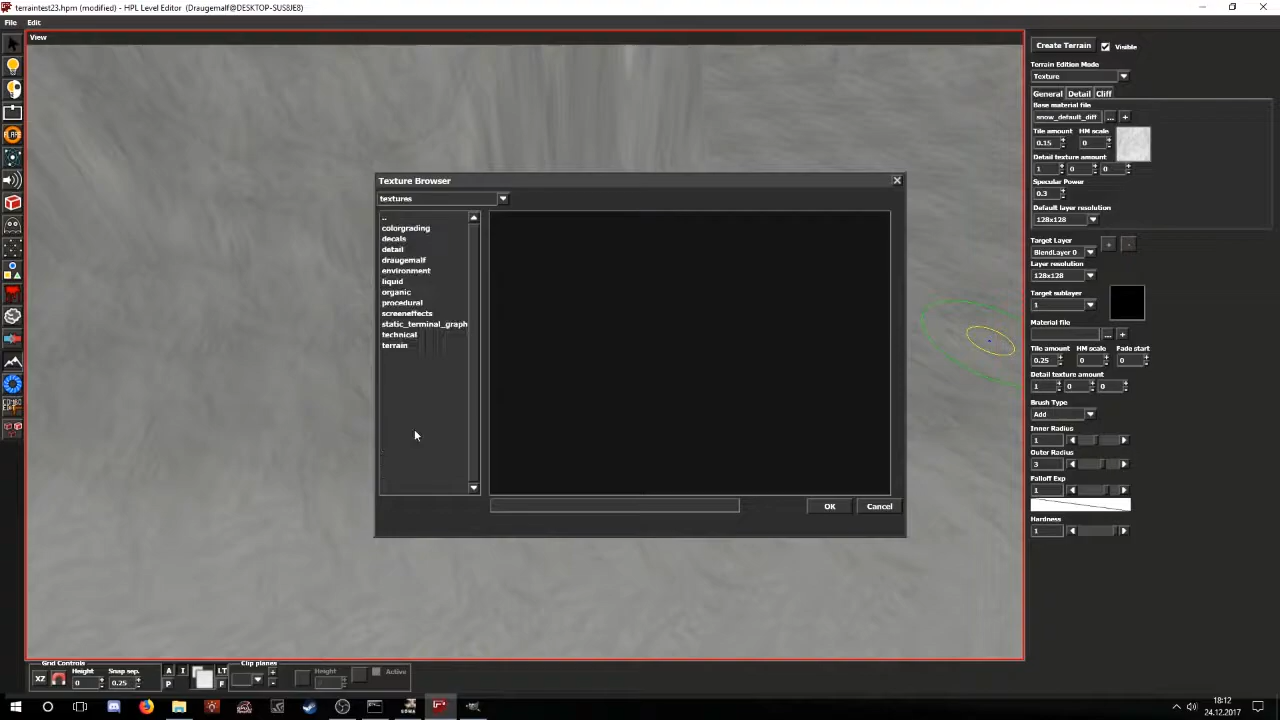 terraintest23.hpm (modified) - HPL Level Editor (Draugemalf@DESKTOP-SUS8JE8)
File Edit
View
Create Terrain Visible
Terrain Edition Mode
Texture
General Detail Cliff
Base material file
snow_default_diff ... +
Tile amount HM scale
0.15 0
Detail texture amount
1 0 0
Specular Power
0.3
Default layer resolution
128x128
Target Layer + -
BlendLayer 0
Layer resolution
128x128
Target sublayer
1
Material file
... +
Tile amount HM scale Fade start
0.25 0 0
Detail texture amount
1 0 0
Brush Type
Add
Inner Radius
1
Outer Radius
3
Falloff Exp
1
Hardness
1
Texture Browser
textures
..
colorgrading
decals
detail
draugemalf
environment
liquid
organic
procedural
screeneffects
static_terminal_graph
technical
terrain
OK Cancel
Grid Controls Clip planes
XZ Height Snap sep. A I LT + Height Active
0 0.25 P F -
18:12
24.12.2017